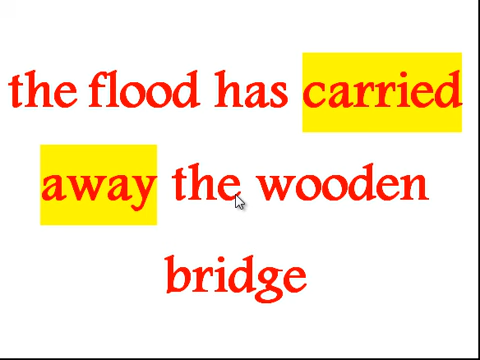 the flood has carried
away the wooden
bridge